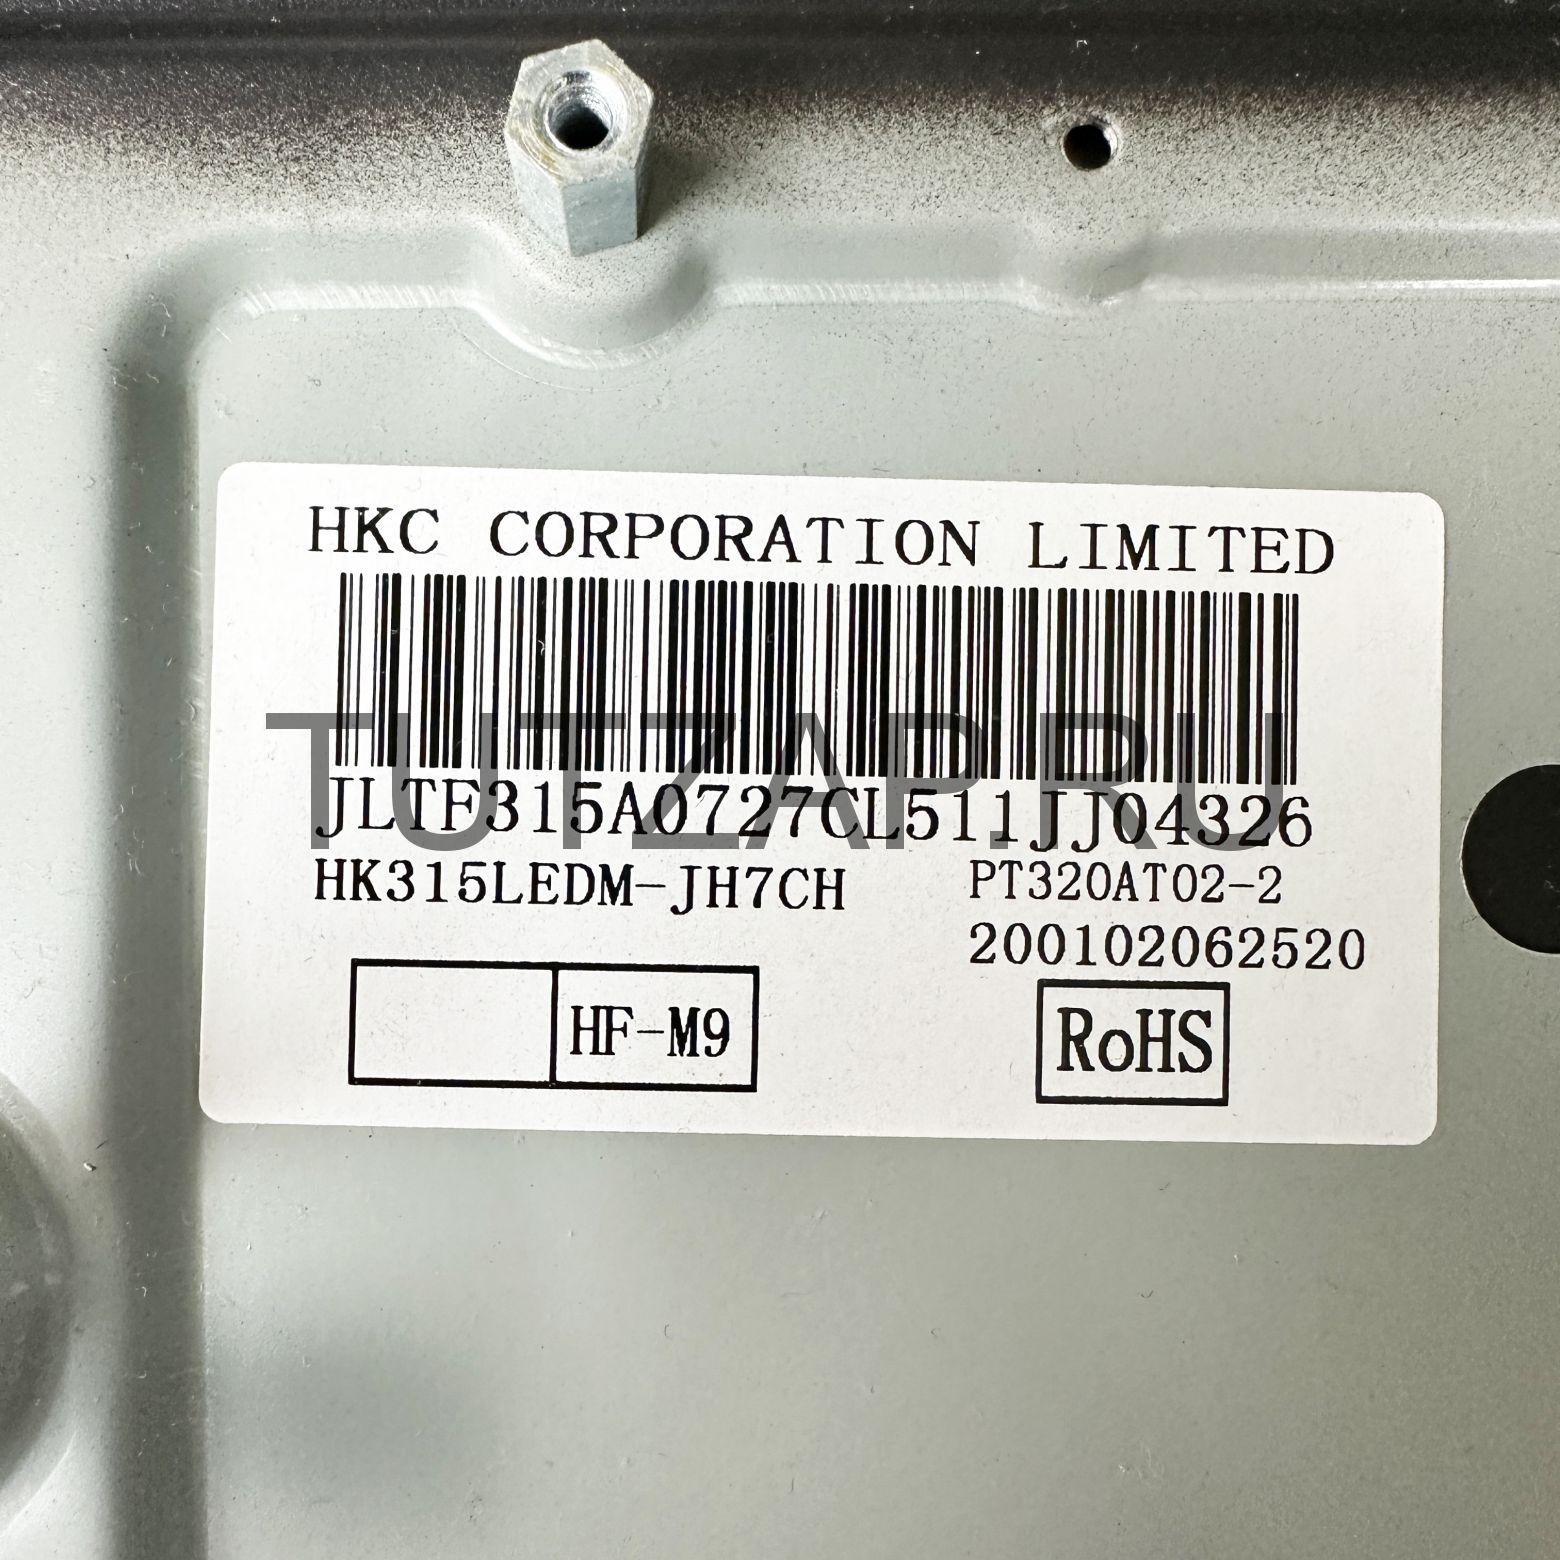 HKC CORPORATION LIMITED
TUTZAP.RU
JLTF315A0727CL511JJ04326
HK315LEDM-JH7CH
PT320AT02-2
200102062520
HF-M9
RoHS